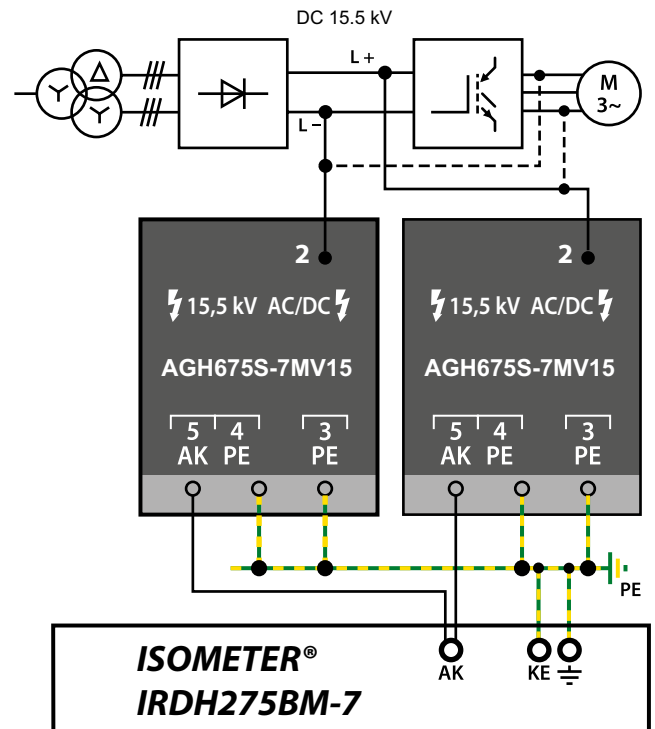 DC 15.5 kV
L +
L –
M
3~
2
15,5 kV AC/DC
AGH675S-7MV15
5 4 3
AK PE PE
2
15,5 kV AC/DC
AGH675S-7MV15
5 4 3
AK PE PE
PE
ISOMETER®
IRDH275BM-7
AK KE